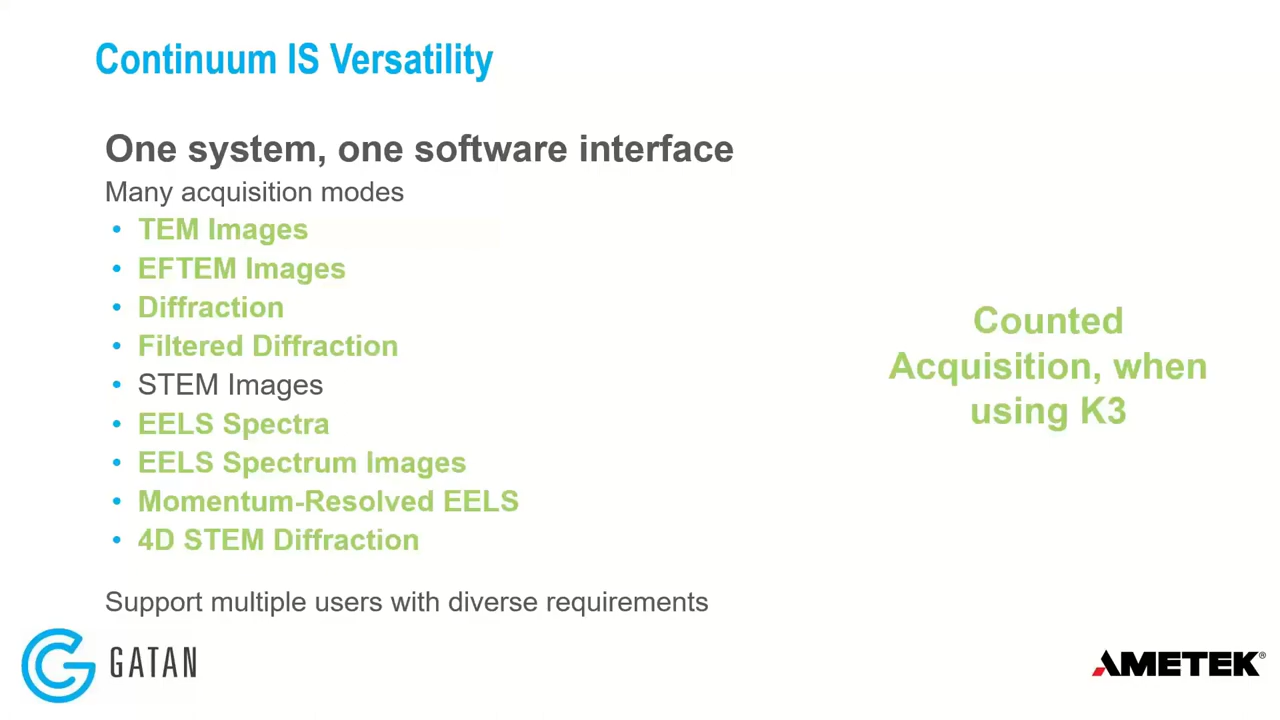 Continuum IS Versatility
One system, one software interface
Many acquisition modes
• TEM Images
• EFTEM Images
• Diffraction
• Filtered Diffraction
• STEM Images
• EELS Spectra
• EELS Spectrum Images
• Momentum-Resolved EELS
• 4D STEM Diffraction
Counted
Acquisition, when
using K3
Support multiple users with diverse requirements
GATAN
AMETEK®